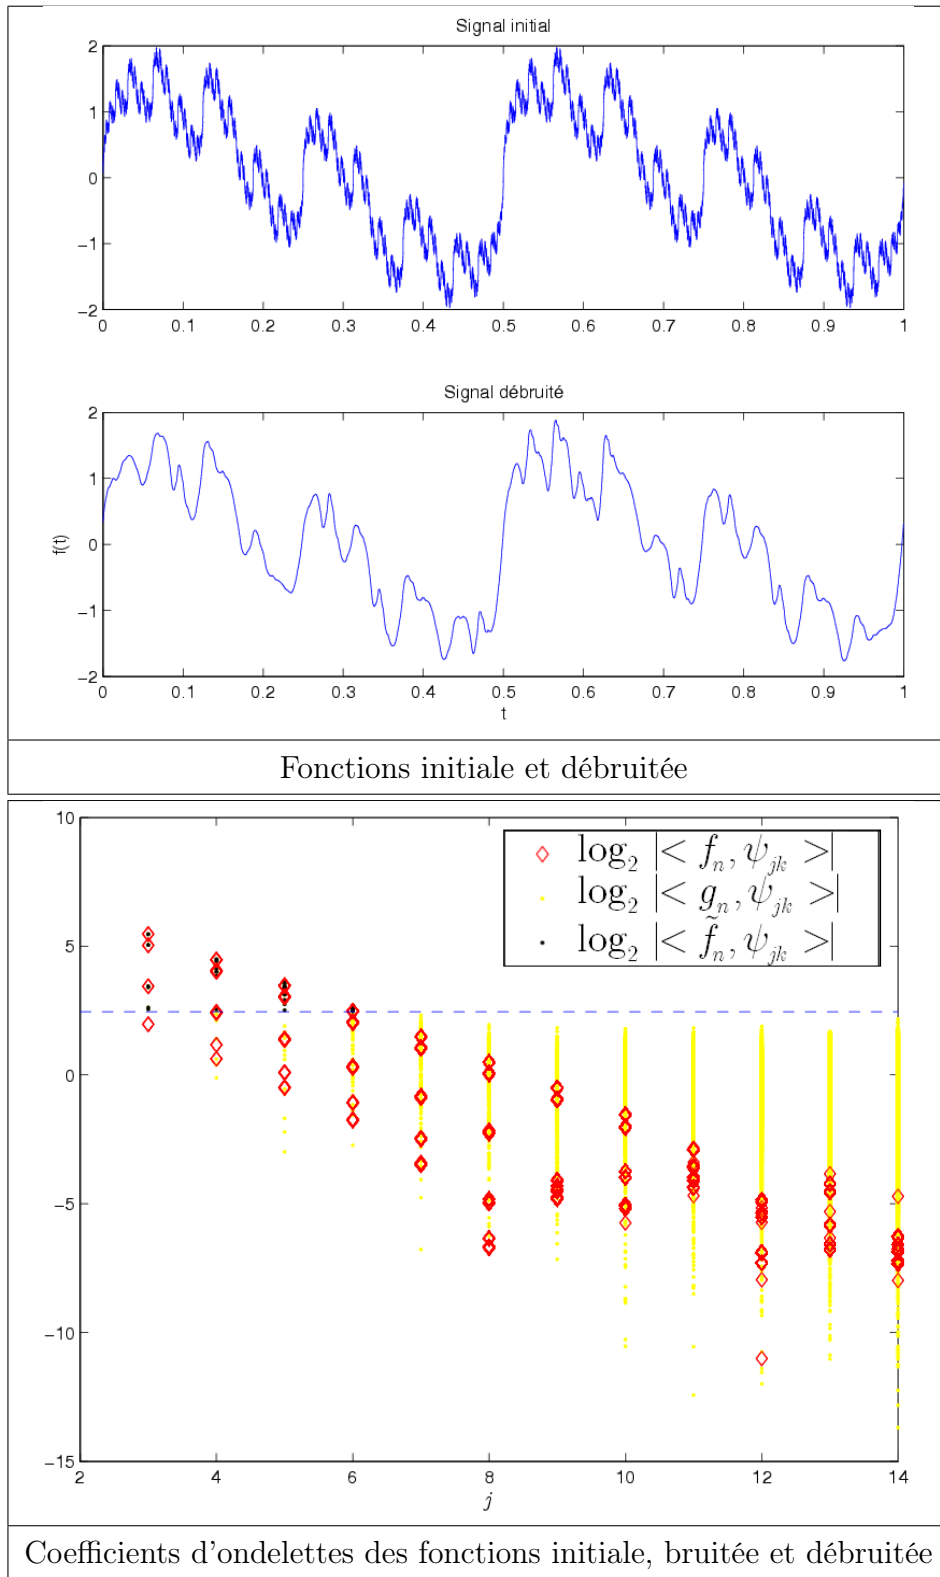 Signal initial
2
1
0
−1
−2
0 0.1 0.2 0.3 0.4 0.5 0.6 0.7 0.8 0.9 1
Signal débruité
2
1
0
−1
−2
f(t)
0 0.1 0.2 0.3 0.4 0.5 0.6 0.7 0.8 0.9 1
t
Fonctions initiale et débruitée
10
5
0
−5
−10
−15
log₂ |< fₙ, ψⱼₖ >|
log₂ |< gₙ, ψⱼₖ >|
log₂ |< f̃ₙ, ψⱼₖ >|
2 4 6 8 10 12 14
j
Coefficients d'ondelettes des fonctions initiale, bruitée et débruitée